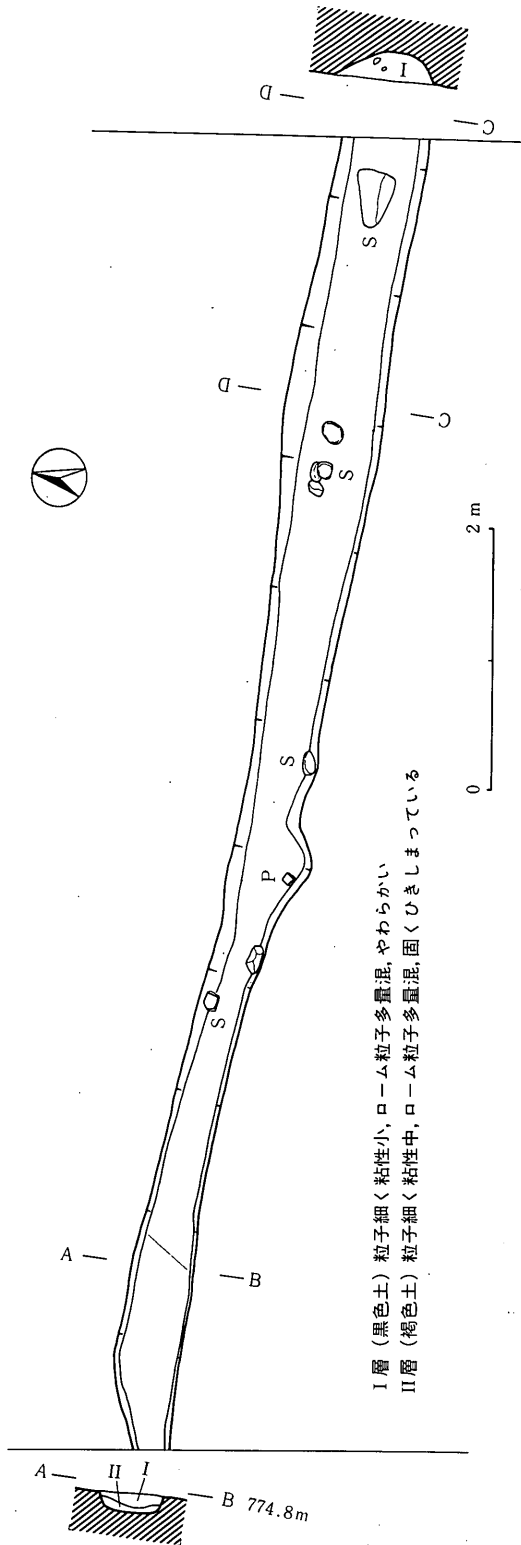 I
D
C
S
D
C
S
2 m
0
S
P
S
A
B
I層 (黒色土) 粒子細く粘性小, ローム粒子多量混, やわらかい
II層 (褐色土) 粒子細く粘性中, ローム粒子多量混, 固くひきしまっている
A
II
I
B 774.8m